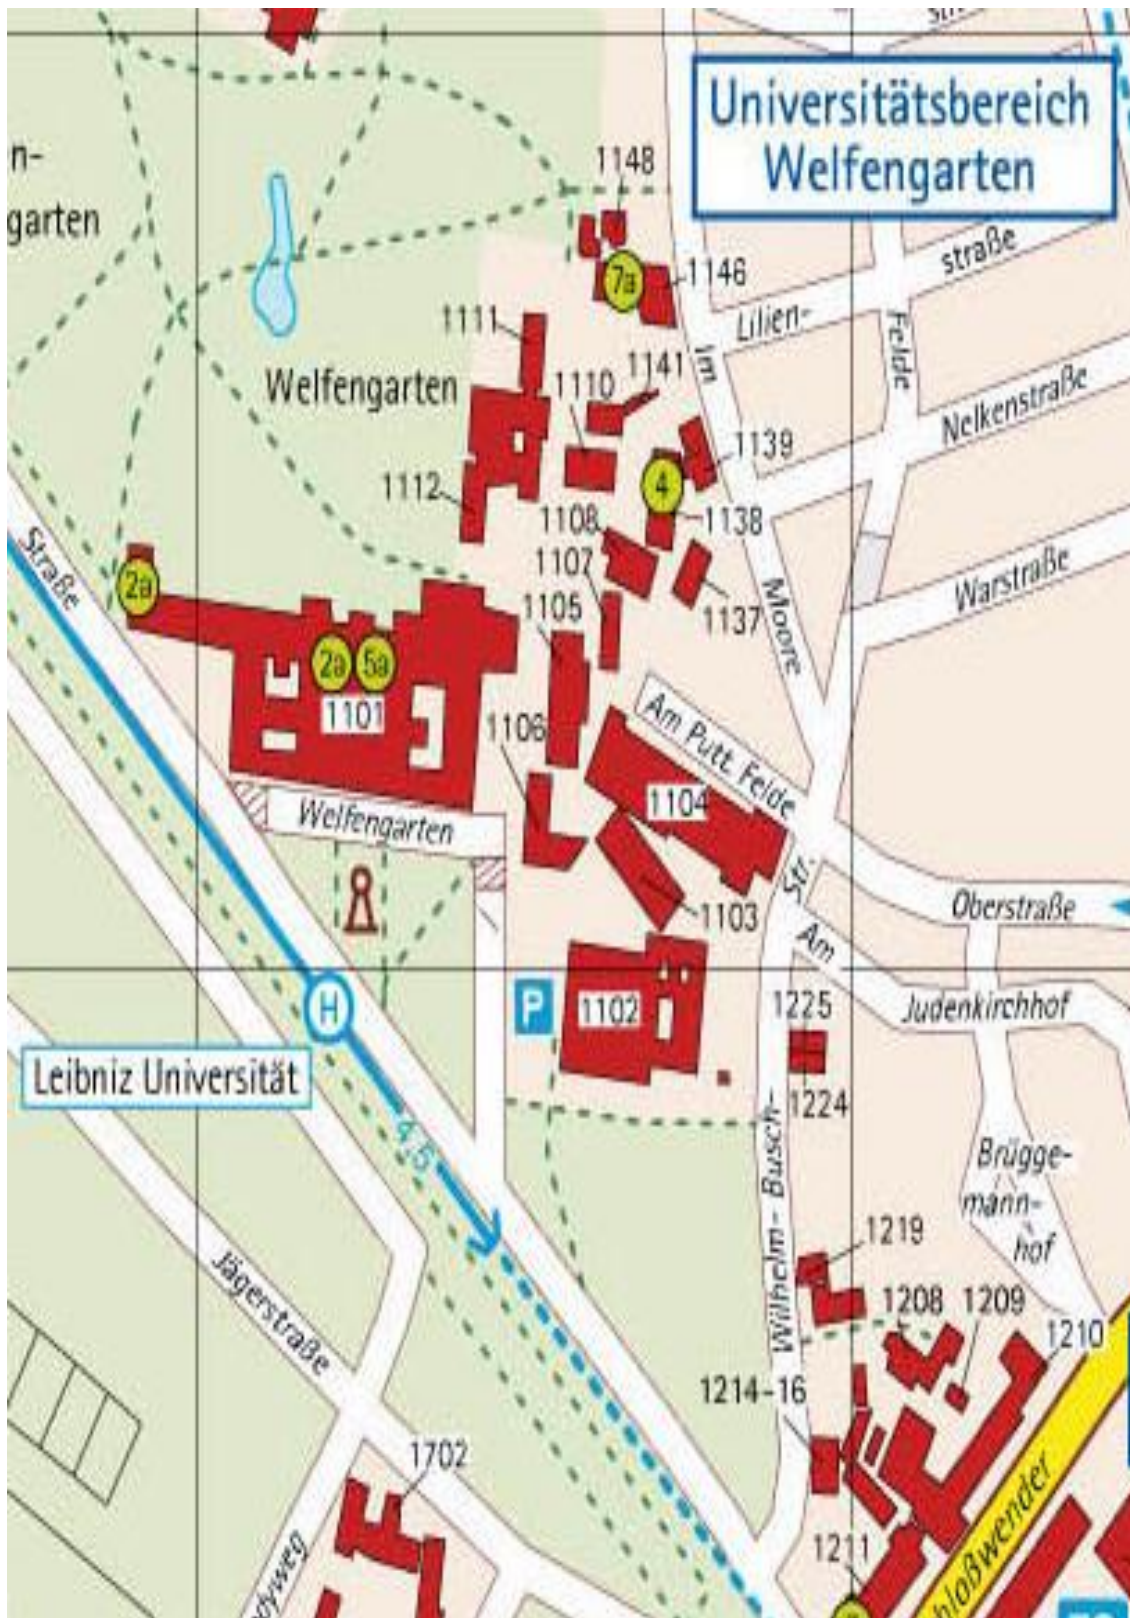 Str.
Universitätsbereich
Welfengarten
n-
garten
1148
7a
1146
straße
Lilien-
Felde
Im
1111
1141
1110
Welfengarten
Nelkenstraße
1139
1112
4
1108
1138
Straße
1107
Warstraße
2a
1105
1137
Moore
2a
5a
1101
1106
Am Putt. Felde
1104
Welfengarten
Str.
1103
Oberstraße
Am
P
1102
1225
Judenkirchhof
H
Leibniz Universität
1224
4,5
Wilhelm- Busch-
Brügge-
mann-
hof
1219
Jägerstraße
1208
1209
1210
1214-16
1702
hloßwender
1211
dyweg